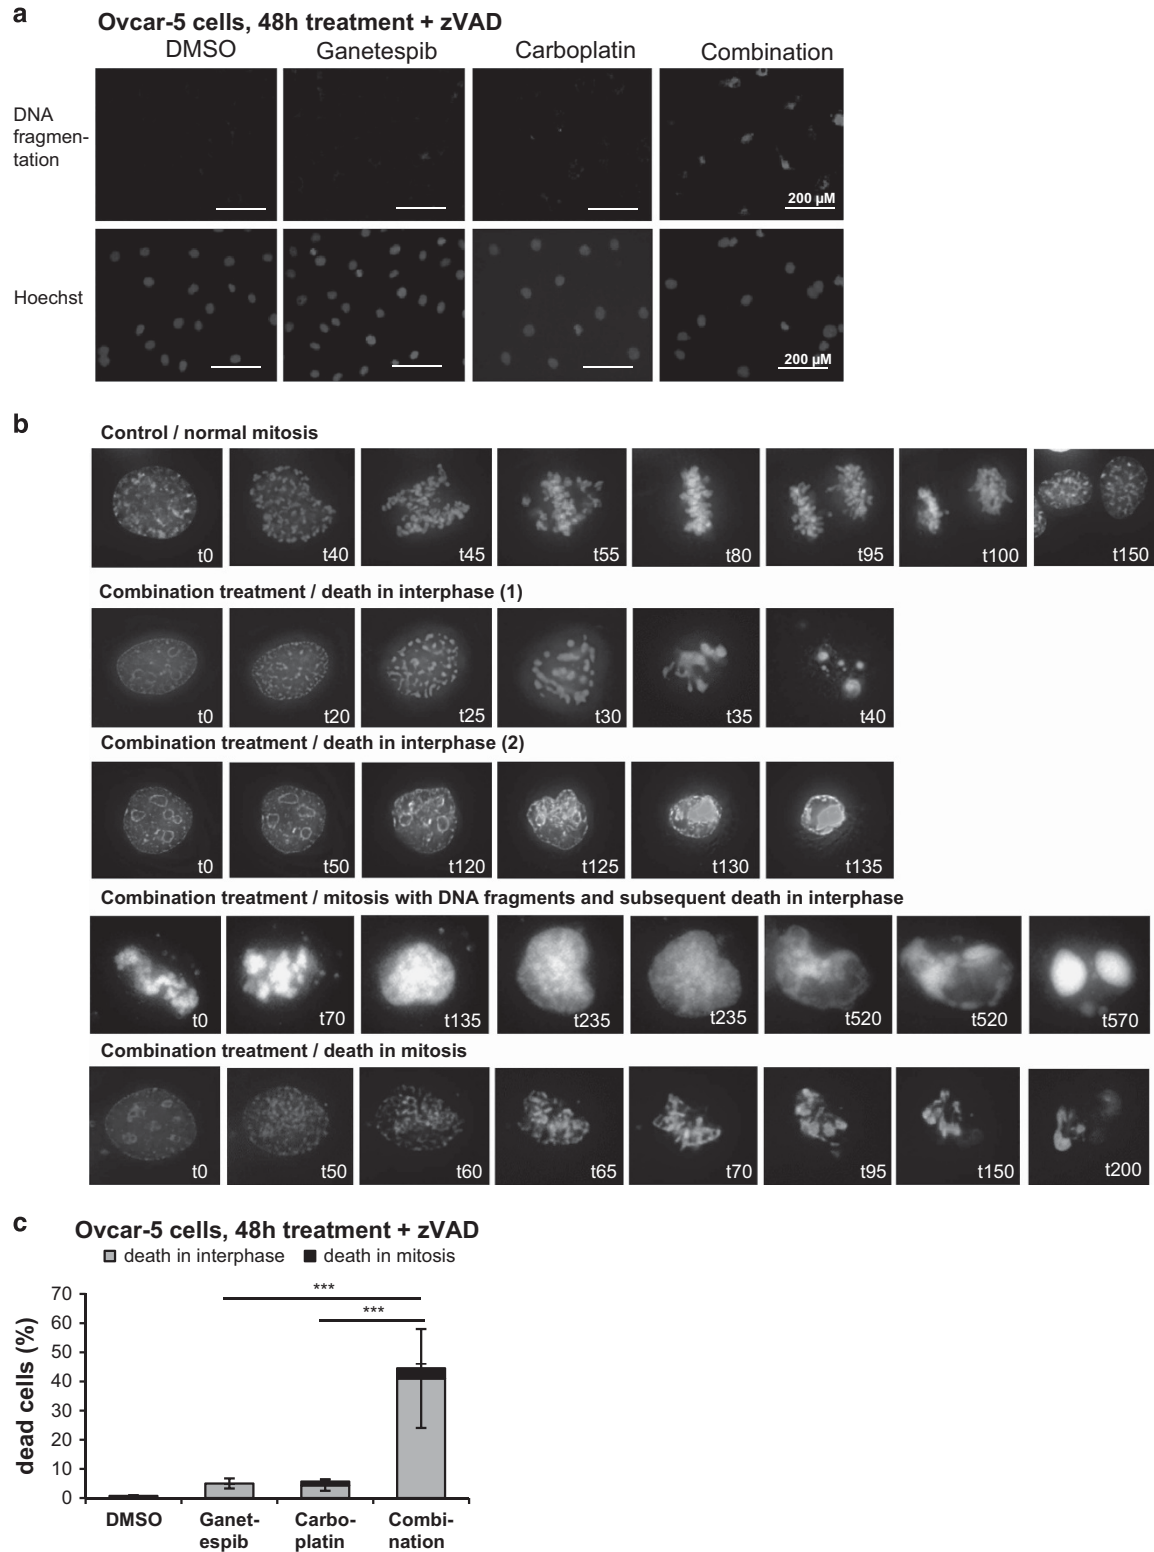 a
Ovcar-5 cells, 48h treatment + zVAD
DMSO Ganetespib Carboplatin Combination
DNA
fragmen-
tation
200 µM
Hoechst
200 µM
b
Control / normal mitosis
t0 t40 t45 t55 t80 t95 t100 t150
Combination treatment / death in interphase (1)
t0 t20 t25 t30 t35 t40
Combination treatment / death in interphase (2)
t0 t50 t120 t125 t130 t135
Combination treatment / mitosis with DNA fragments and subsequent death in interphase
t0 t70 t135 t235 t235 t520 t520 t570
Combination treatment / death in mitosis
t0 t50 t60 t65 t70 t95 t150 t200
c
Ovcar-5 cells, 48h treatment + zVAD
death in interphase death in mitosis
dead cells (%)
70
60
50
40
30
20
10
0
***
***
DMSO Ganet- Carbo- Combi-
espib platin nation